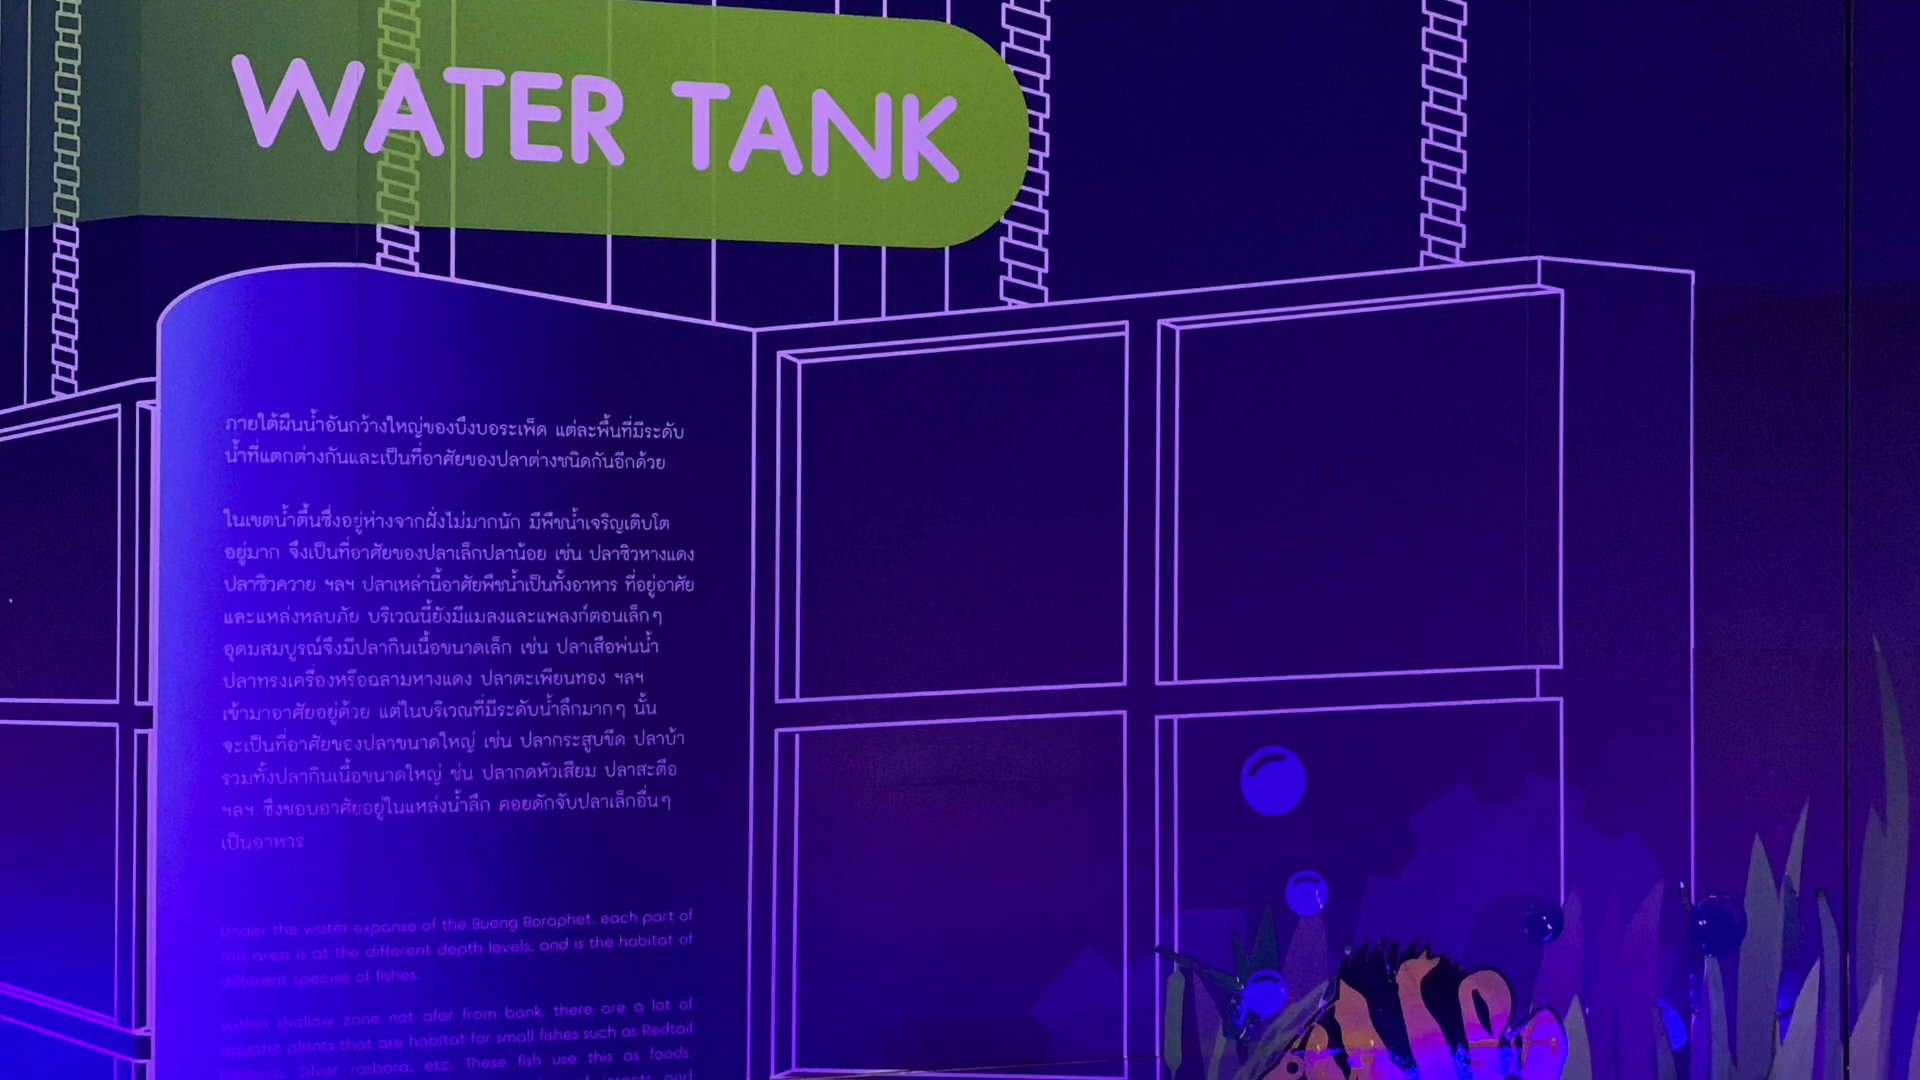 WATER TANK
ภายใต้ผืนน้ำอันกว้างใหญ่ของบึงบอระเพ็ด แต่ละพื้นที่มีระดับ
น้ำที่แตกต่างกันและเป็นที่อาศัยของปลาต่างชนิดกันอีกด้วย
ในเขตน้ำตื้นซึ่งอยู่ห่างจากฝั่งไม่มากนัก มีพืชน้ำเจริญเติบโต
อยู่มาก จึงเป็นที่อาศัยของปลาเล็กปลาน้อย เช่น ปลาซิวหางแดง
ปลาซิวควาย ฯลฯ ปลาเหล่านี้อาศัยพืชน้ำเป็นทั้งอาหาร ที่อยู่อาศัย
และแหล่งหลบภัย บริเวณนี้ยังมีแมลงและแพลงก์ตอนเล็กๆ
อุดมสมบูรณ์จึงมีปลากินเนื้อขนาดเล็ก เช่น ปลาเสือพ่นน้ำ
ปลาทรงเครื่องหรือฉลามหางแดง ปลาตะเพียนทอง ฯลฯ
เข้ามาอาศัยอยู่ด้วย แต่ในบริเวณที่มีระดับน้ำลึกมากๆ นั้น
จะเป็นที่อาศัยของปลาขนาดใหญ่ เช่น ปลากระสูบขีด ปลาบ้า
รวมทั้งปลากินเนื้อขนาดใหญ่ ช่น ปลากดหัวเสียม ปลาสะตือ
ฯลฯ ซึ่งชอบอาศัยอยู่ในแหล่งน้ำลึก คอยดักจับปลาเล็กอื่นๆ
เป็นอาหาร
Under the water expanse of the Bueng Boraphet, each part of
this area is at the different depth levels, and is the habitat of
different species of fishes.
Within shallow zone not afar from bank, there are a lot of
aquatic plants that are habitat for small fishes such as Redtail
Silver rasbora, etc. These fish use this as foods,
of insects and